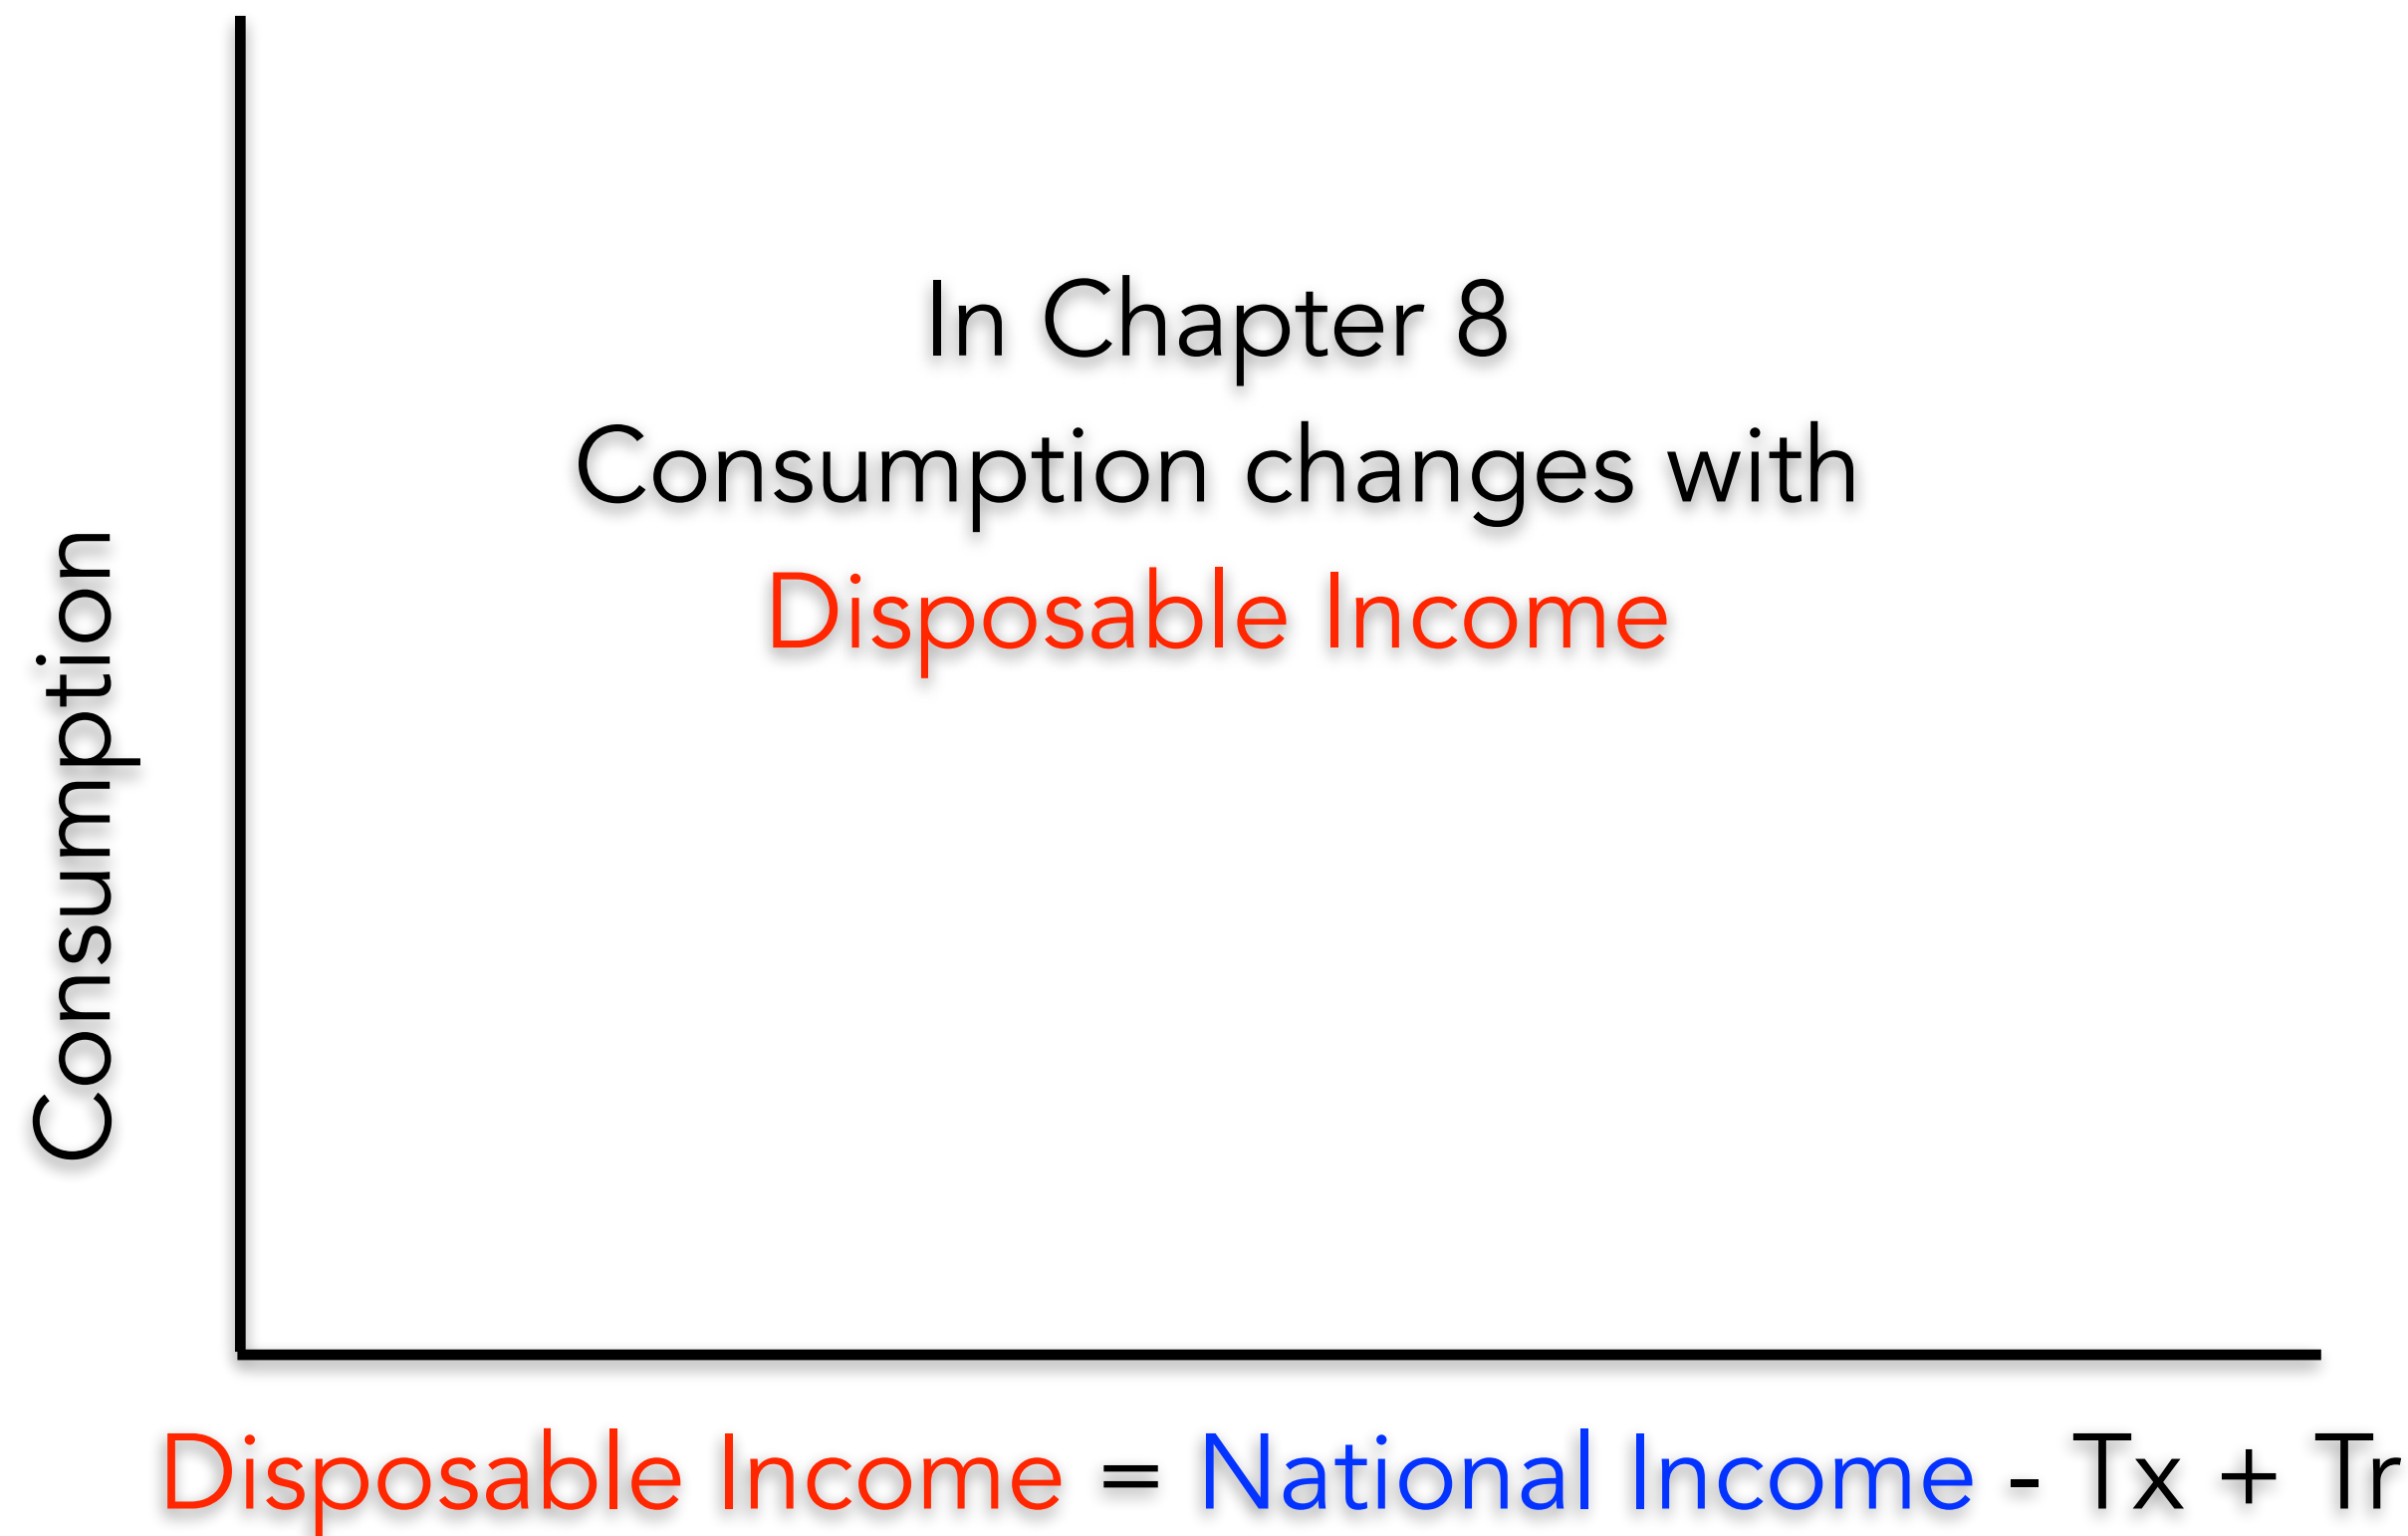 In Chapter 8
Consumption changes with
Disposable Income
Consumption
Disposable Income = National Income - Tx + Tr